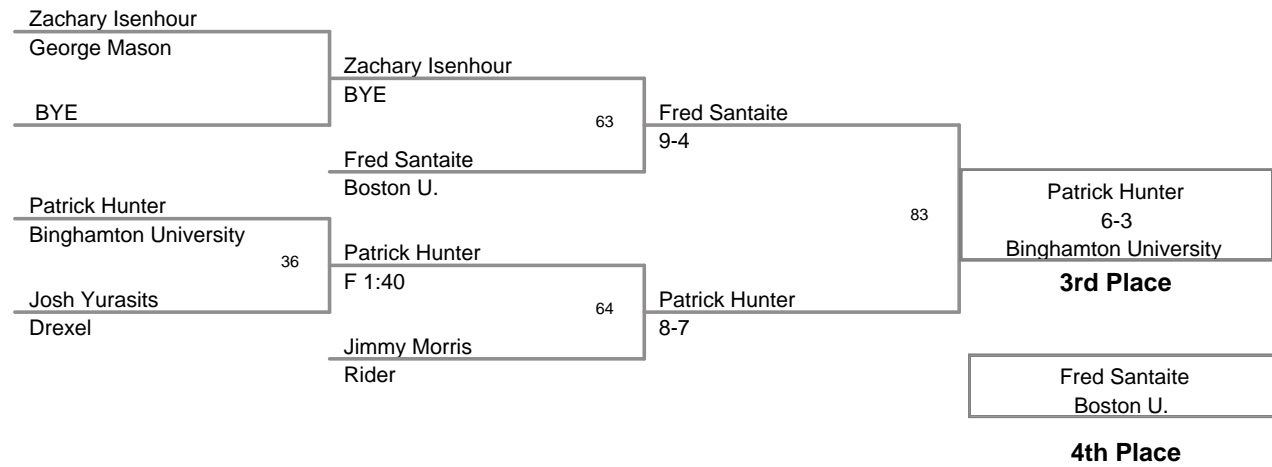 Zachary Isenhour
George Mason
BYE
Zachary Isenhour
BYE
63
Fred Santaite
Boston U.
Fred Santaite
9-4
Patrick Hunter
Binghamton University
36
Josh Yurasits
Drexel
Patrick Hunter
F 1:40
64
Jimmy Morris
Rider
Patrick Hunter
8-7
83
Patrick Hunter
6-3
Binghamton University
3rd Place
Fred Santaite
Boston U.
4th Place